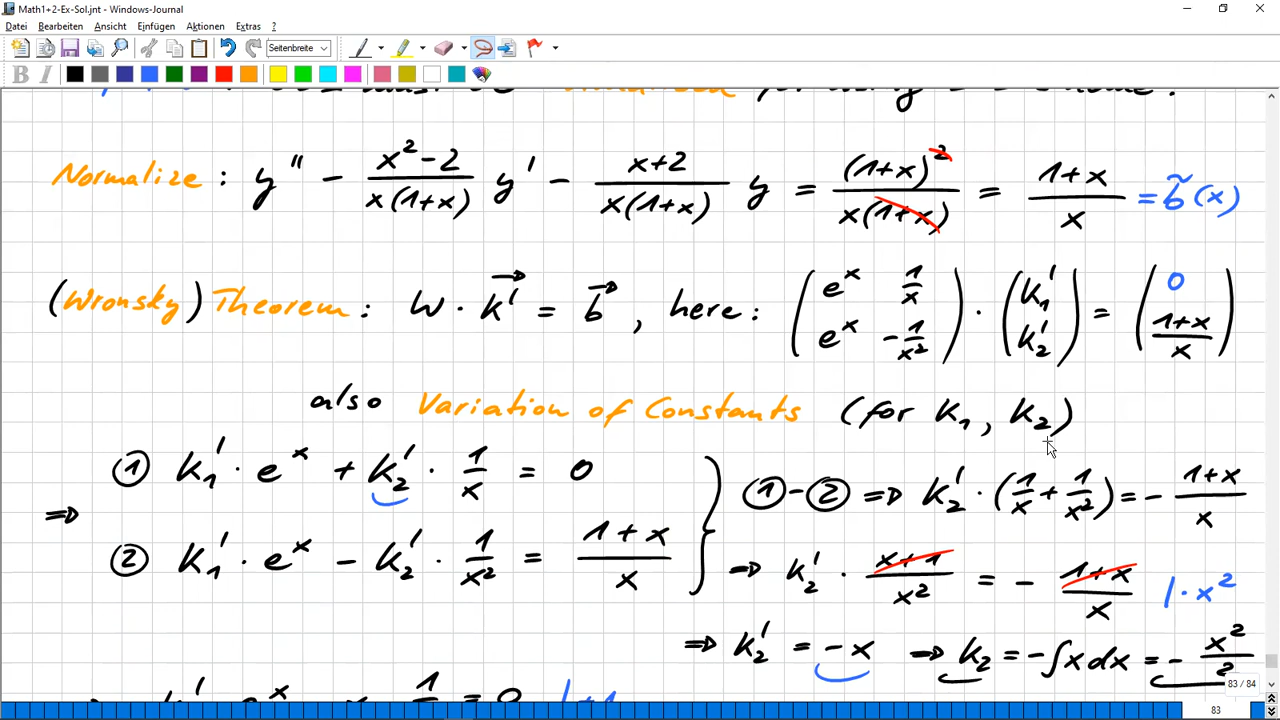 Math1+2-Ex-Sol.jnt - Windows-Journal
Datei Bearbeiten Ansicht Einfügen Aktionen Extras ?
Seitenbreite
B I
Normalize : y'' - (x² - 2)/(x(1+x)) y' - (x+2)/(x(1+x)) y = (1+x)²/(x(1+x)) = (1+x)/x = b̃(x)
(Wronsky) Theorem : W · k⃗' = b⃗ , here : (eˣ 1/x ; eˣ -1/x²) · (k₁' ; k₂') = (0 ; (1+x)/x)
also Variation of Constants (for k₁, k₂)
① k₁' · eˣ + k₂' · 1/x = 0
①-② ⇒ k₂' · (1/x + 1/x²) = - (1+x)/x
⇒
② k₁' · eˣ - k₂' · 1/x² = (1+x)/x
⇒ k₂' · (x+1)/x² = - (1+x)/x | · x²
⇒ k₂' = -x ⇒ k₂ = -∫x dx = - x²/2
83 / 84
83